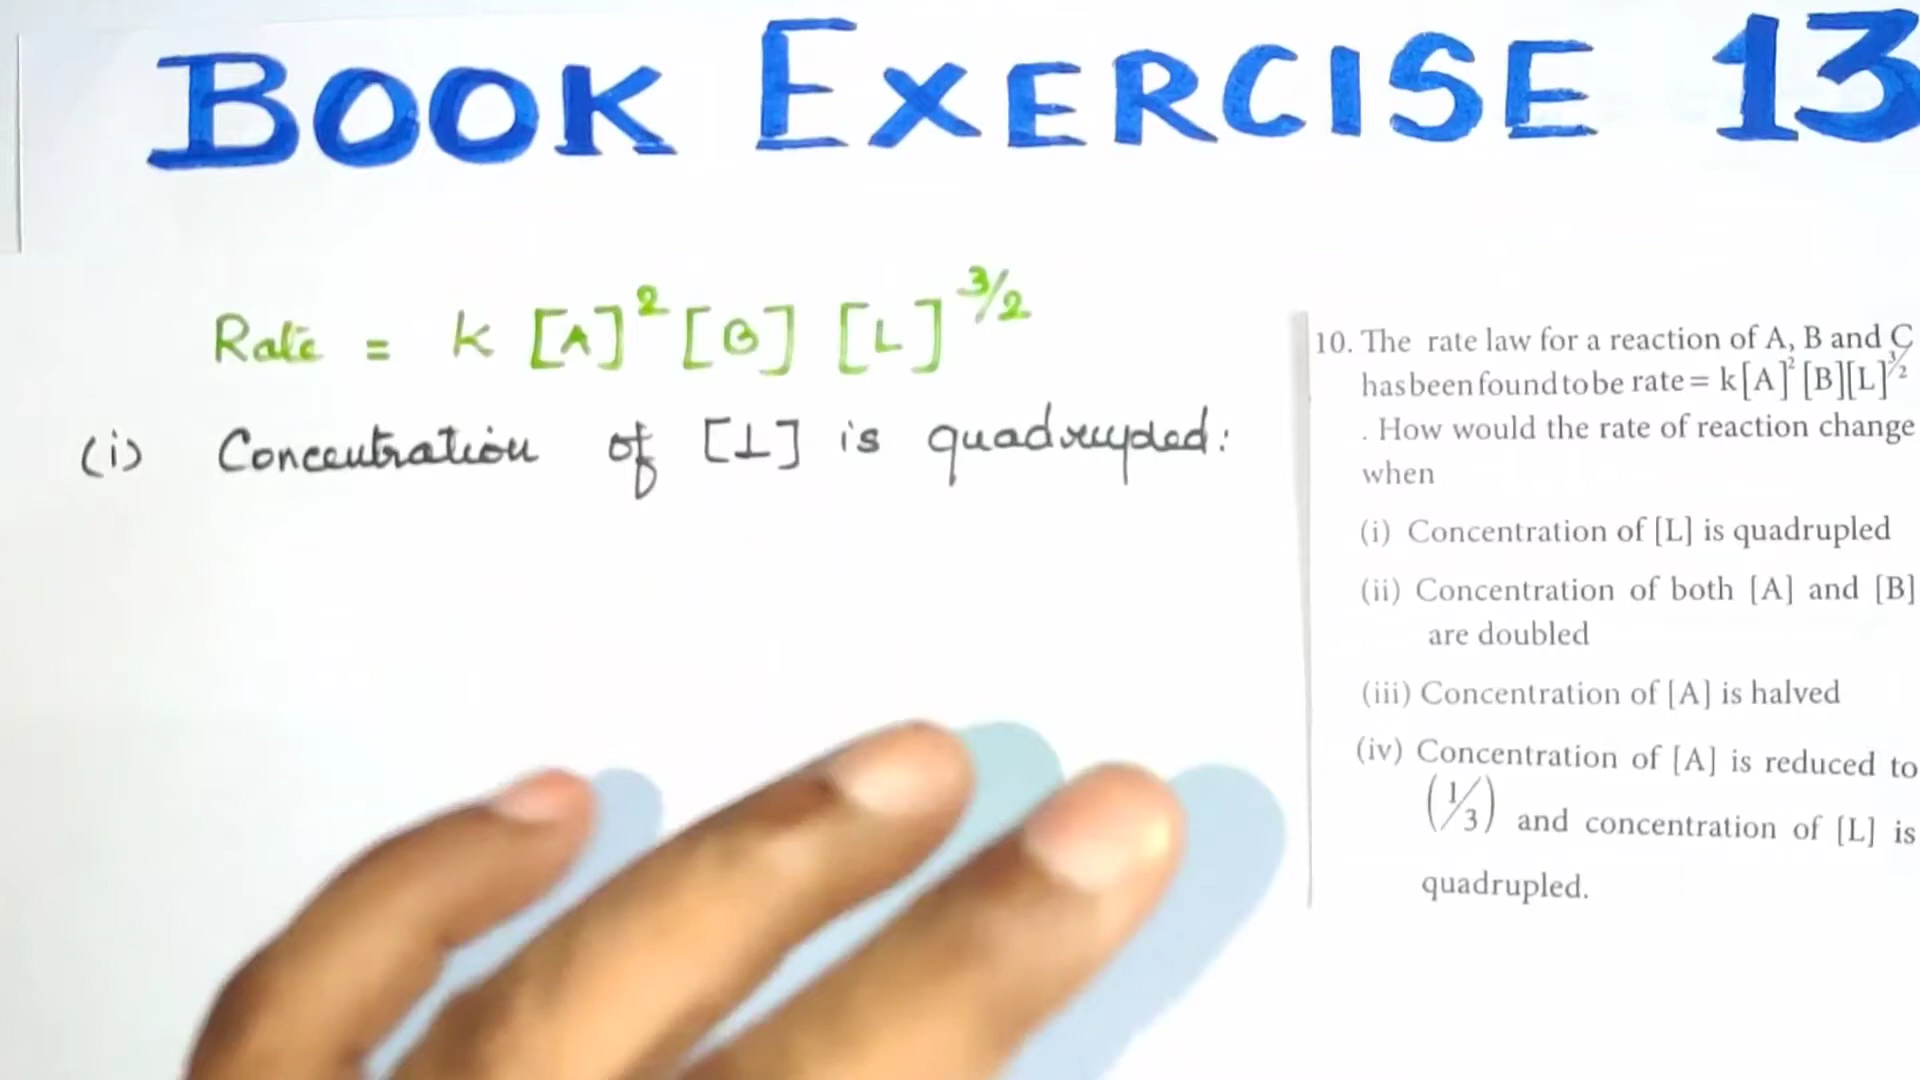 BOOK EXERCISE 13
Rate = k [A]² [B] [L]^3/2
(i) Concentration of [L] is quadrupled:
10. The rate law for a reaction of A, B and C
has been found to be rate = k[A]² [B][L]^3/2
. How would the rate of reaction change
when
(i) Concentration of [L] is quadrupled
(ii) Concentration of both [A] and [B]
are doubled
(iii) Concentration of [A] is halved
(iv) Concentration of [A] is reduced to
(1/3) and concentration of [L] is
quadrupled.